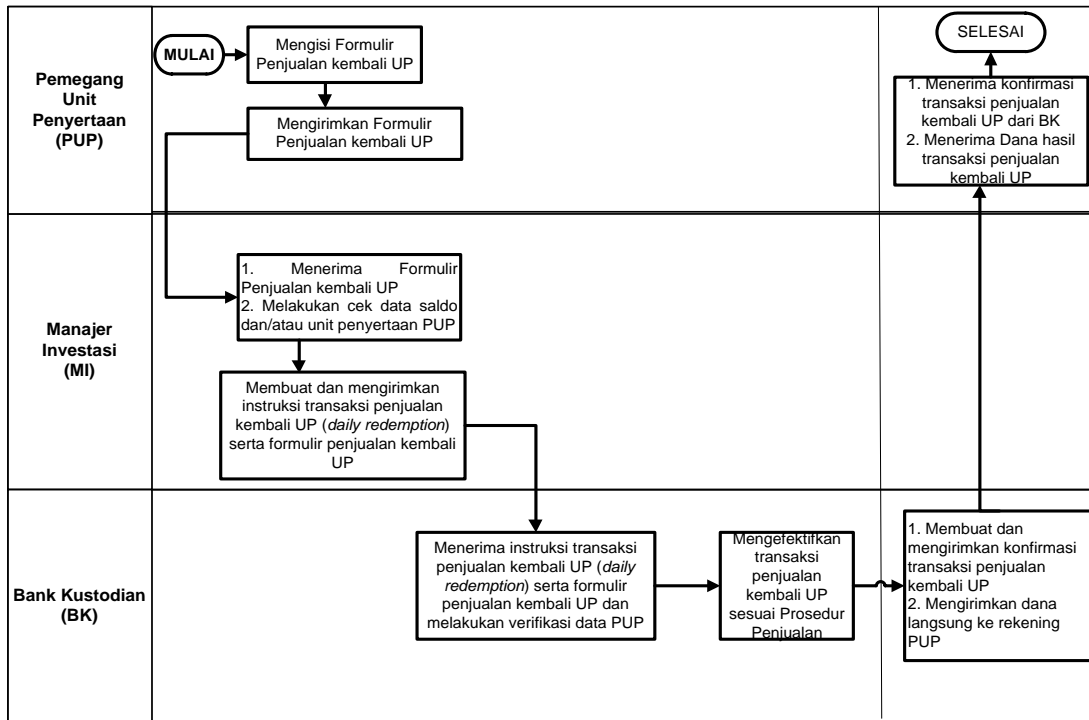 Pemegang
Unit
Penyertaan
(PUP)
MULAI
Mengisi Formulir
Penjualan kembali UP
Mengirimkan Formulir
Penjualan kembali UP
SELESAI
1. Menerima konfirmasi
transaksi penjualan
kembali UP dari BK
2. Menerima Dana hasil
transaksi penjualan
kembali UP
Manajer
Investasi
(MI)
1. Menerima Formulir
Penjualan kembali UP
2. Melakukan cek data saldo
dan/atau unit penyertaan PUP
Membuat dan mengirimkan
instruksi transaksi penjualan
kembali UP (daily redemption)
serta formulir penjualan kembali
UP
Bank Kustodian
(BK)
Menerima instruksi transaksi
penjualan kembali UP (daily
redemption) serta formulir
penjualan kembali UP dan
melakukan verifikasi data PUP
Mengefektifkan
transaksi
penjualan
kembali UP
sesuai Prosedur
Penjualan
1. Membuat dan
mengirimkan konfirmasi
transaksi penjualan
kembali UP
2. Mengirimkan dana
langsung ke rekening
PUP